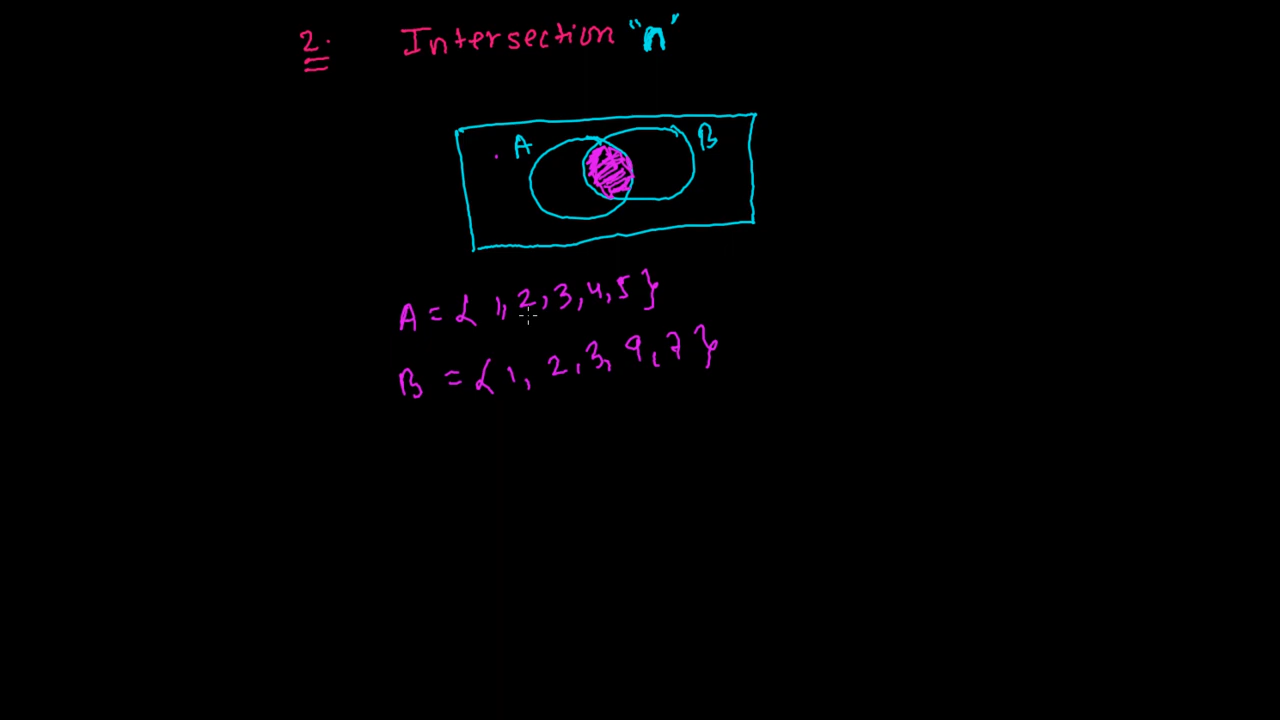 2. Intersection "n"
A B
A = { 1, 2, 3, 4, 5 }
B = { 1, 2, 3, 9, 7 }